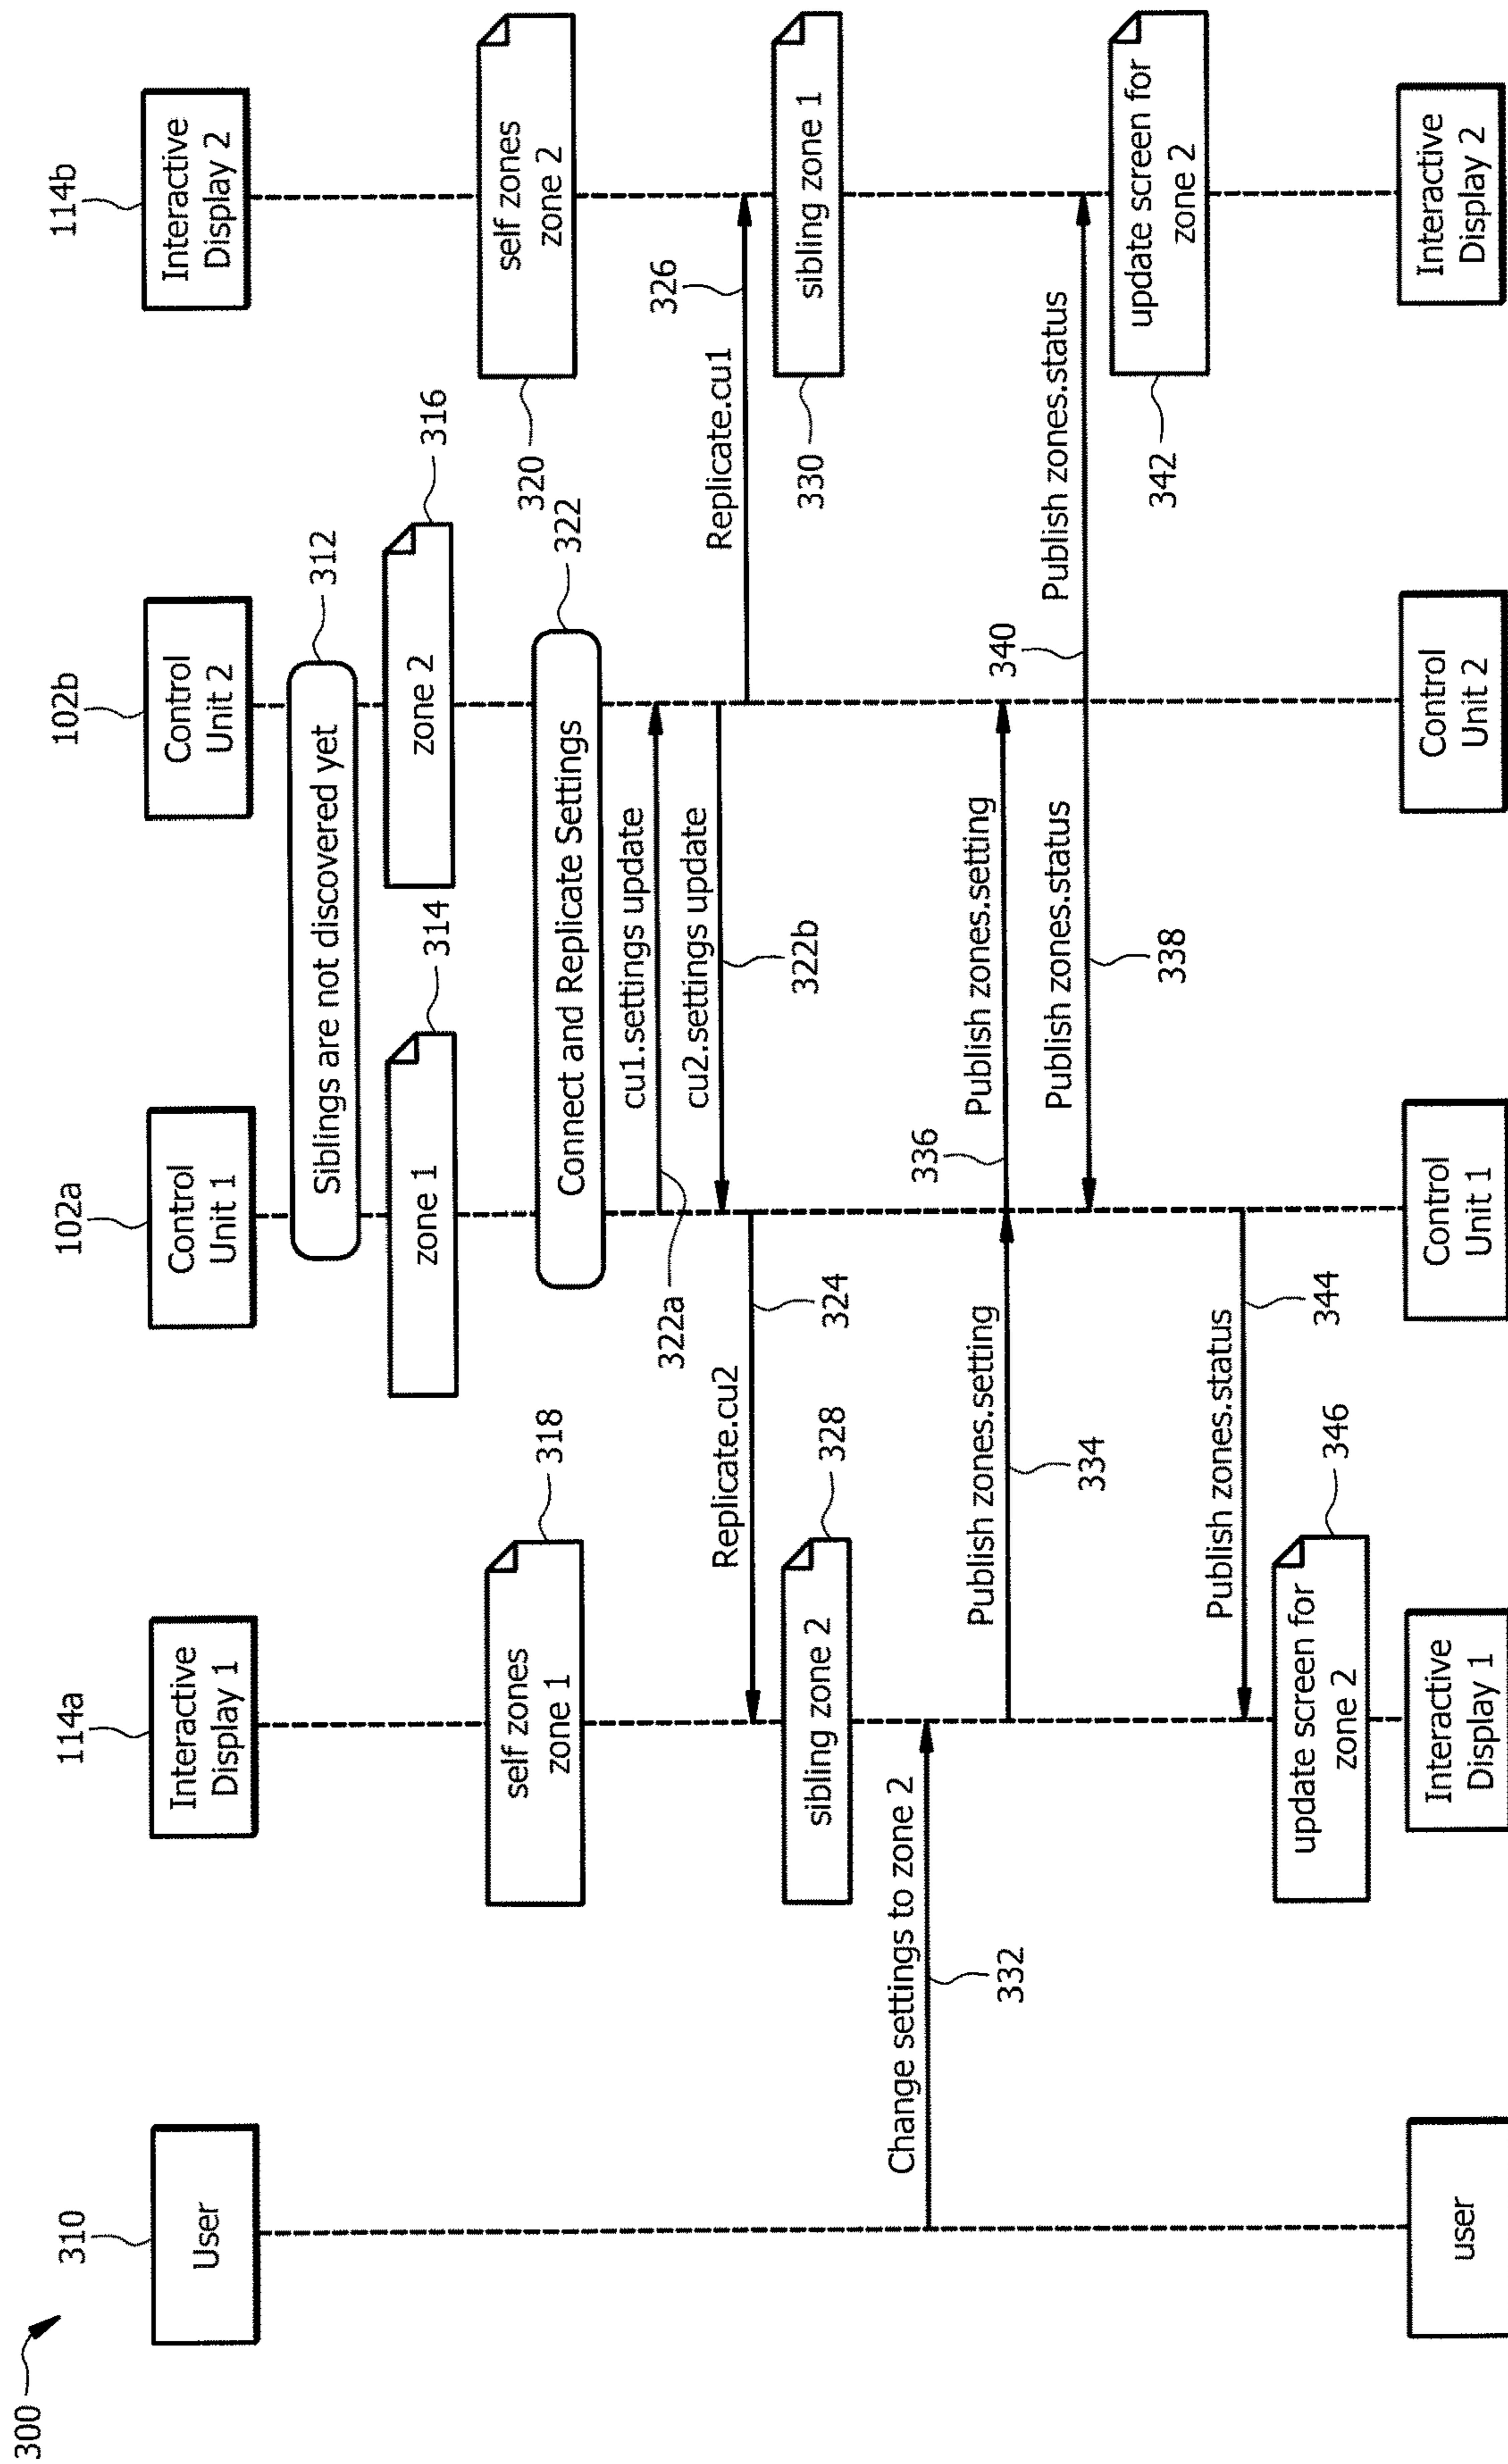 300
310
114a
102a
102b
114b
User
Interactive
Display 1
Control
Unit 1
Control
Unit 2
Interactive
Display 2
Siblings are not discovered yet
312
zone 1
314
zone 2
316
self zones
zone 1
318
self zones
zone 2
320
Connect and Replicate Settings
322
cu1.settings update
322a
cu2.settings update
322b
Replicate.cu2
324
Replicate.cu1
326
sibling zone 2
328
sibling zone 1
330
Change settings to zone 2
332
Publish zones.setting
334
336
Publish zones.setting
Publish zones.status
338
340
Publish zones.status
update screen for
zone 2
342
Publish zones.status
344
update screen for
zone 2
346
user
Interactive
Display 1
Control
Unit 1
Control
Unit 2
Interactive
Display 2